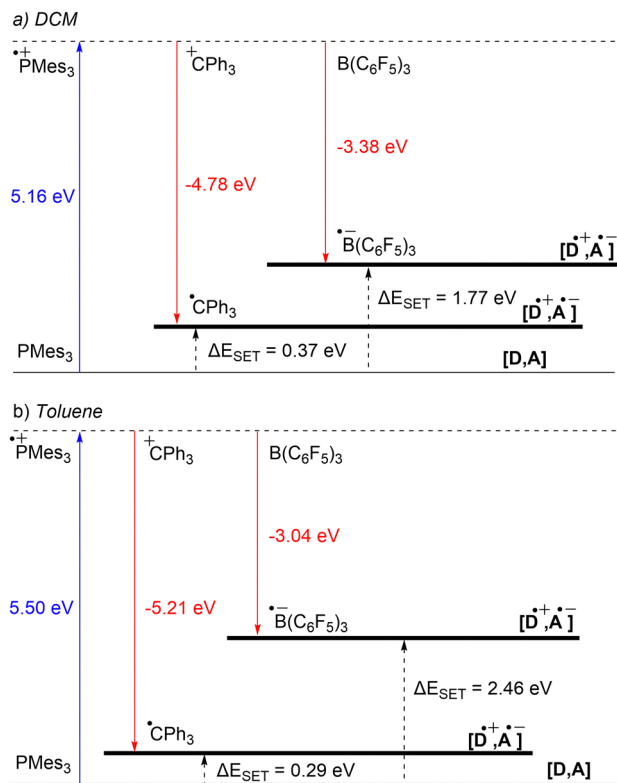 a) DCM
•+
PMes3
+
CPh3
B(C6F5)3
5.16 eV
-4.78 eV
-3.38 eV
•−
B(C6F5)3
[D•+,A•−]
•
CPh3
ΔESET = 1.77 eV
[D•+,A•−]
PMes3
ΔESET = 0.37 eV
[D,A]
b) Toluene
•+
PMes3
+
CPh3
B(C6F5)3
5.50 eV
-5.21 eV
-3.04 eV
•−
B(C6F5)3
[D•+,A•−]
ΔESET = 2.46 eV
•
CPh3
[D•+,A•−]
PMes3
ΔESET = 0.29 eV
[D,A]